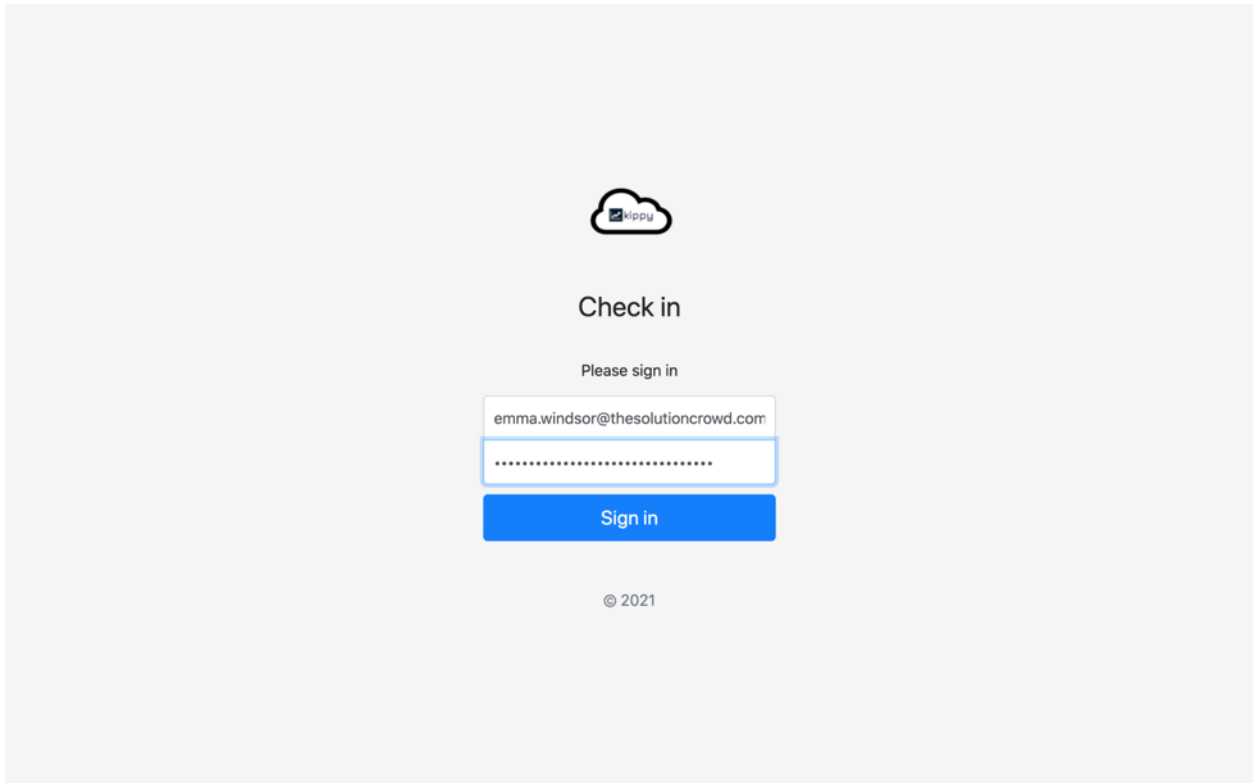 kippy
Check in
Please sign in
emma.windsor@thesolutioncrowd.com
••••••••••••••••••••••••••••••••
Sign in
© 2021